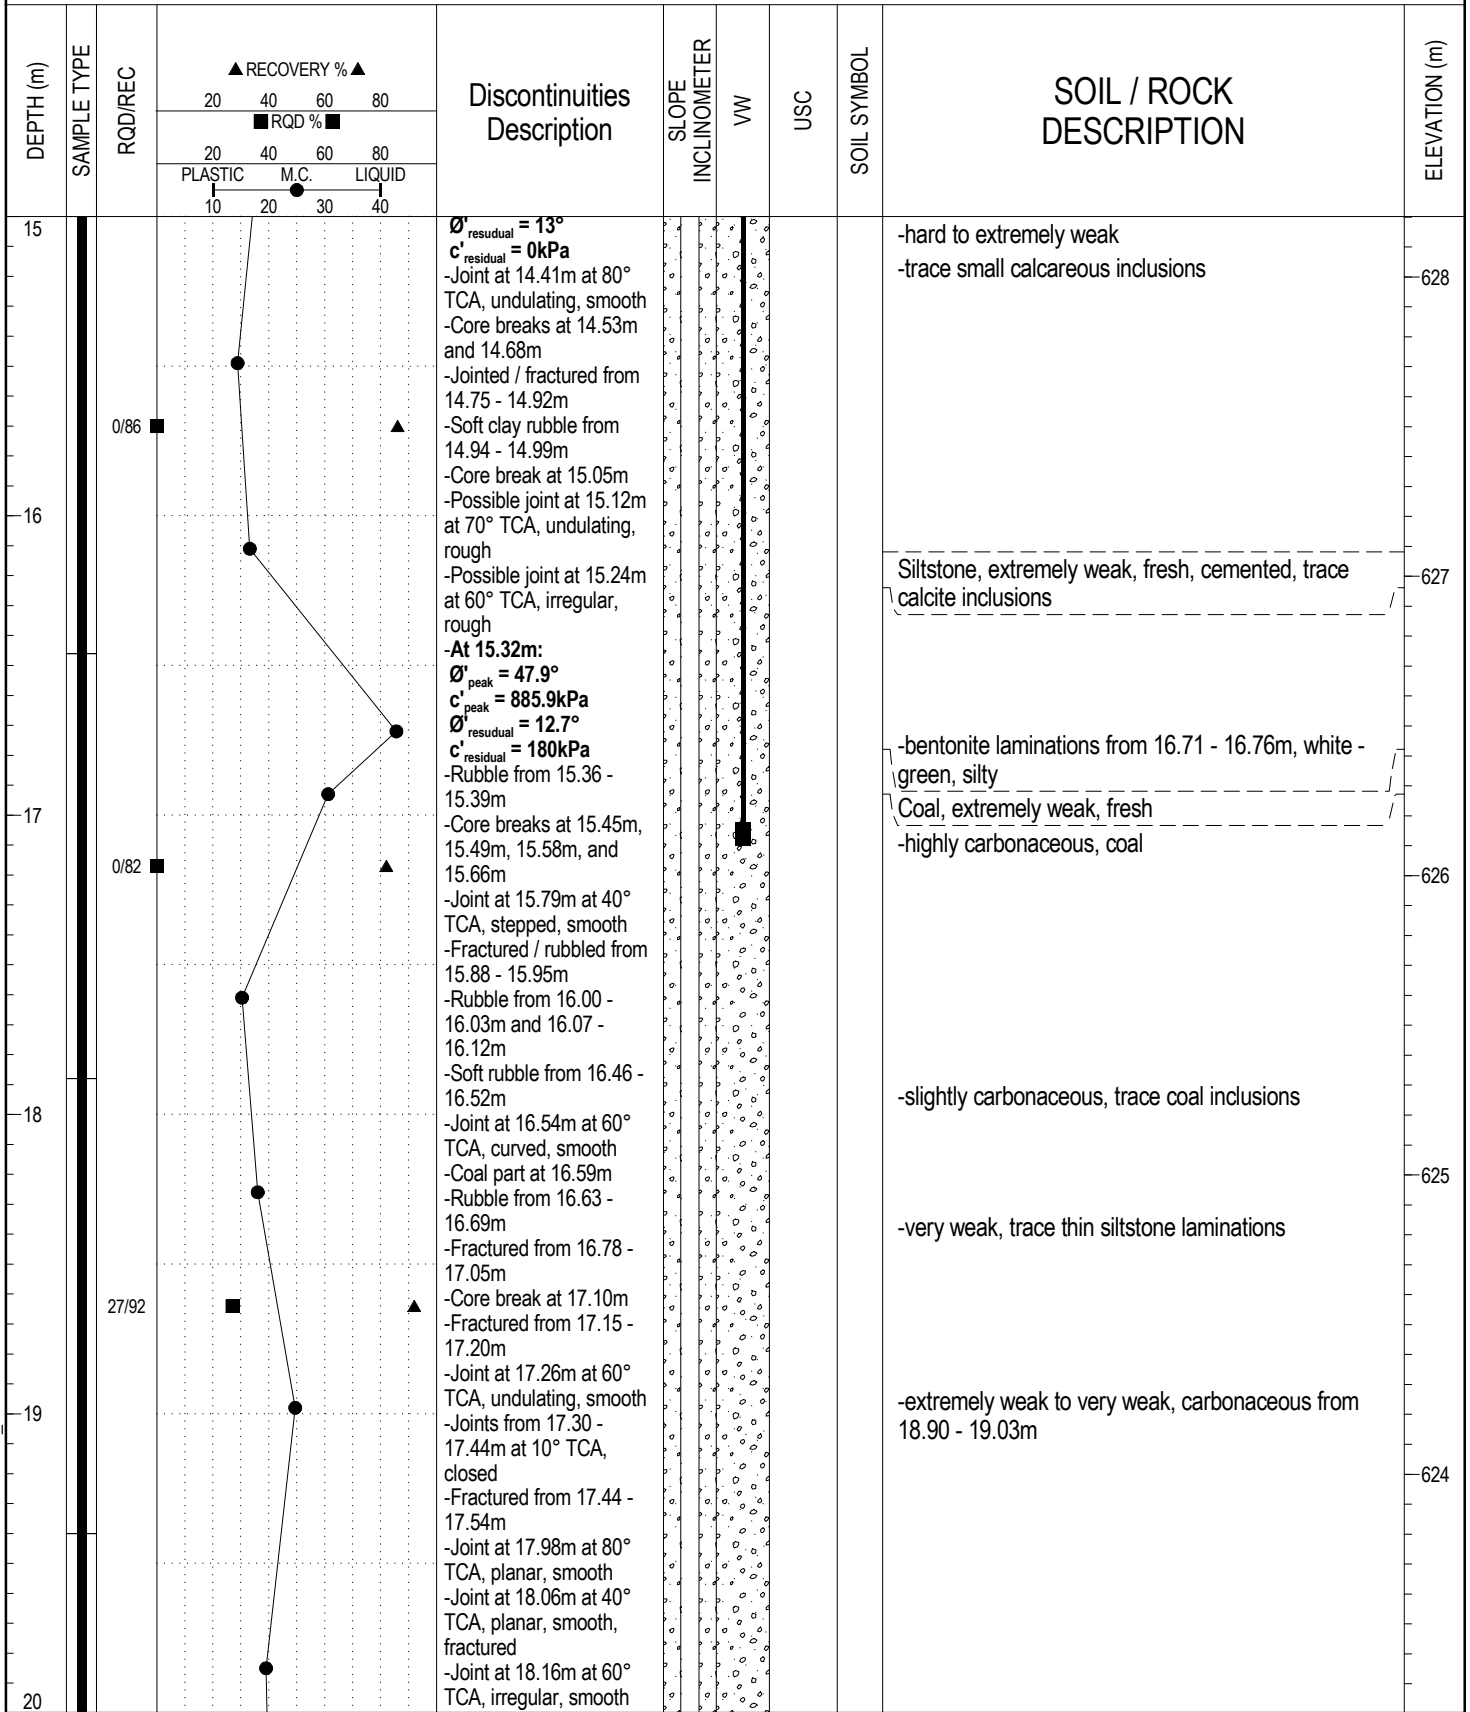 DEPTH (m)
SAMPLE TYPE
RQD/REC
▲ RECOVERY % ▲
20 40 60 80
■ RQD % ■
20 40 60 80
PLASTIC M.C. LIQUID
10 20 30 40
Discontinuities
Description
SLOPE
INCLINOMETER
VW
USC
SOIL SYMBOL
SOIL / ROCK
DESCRIPTION
ELEVATION (m)
15
16
17
18
19
20
0/86
0/82
27/92
Ø'resudual = 13°
c'residual = 0kPa
-Joint at 14.41m at 80°
TCA, undulating, smooth
-Core breaks at 14.53m
and 14.68m
-Jointed / fractured from
14.75 - 14.92m
-Soft clay rubble from
14.94 - 14.99m
-Core break at 15.05m
-Possible joint at 15.12m
at 70° TCA, undulating,
rough
-Possible joint at 15.24m
at 60° TCA, irregular,
rough
-At 15.32m:
Ø'peak = 47.9°
c'peak = 885.9kPa
Ø'resudual = 12.7°
c'residual = 180kPa
-Rubble from 15.36 -
15.39m
-Core breaks at 15.45m,
15.49m, 15.58m, and
15.66m
-Joint at 15.79m at 40°
TCA, stepped, smooth
-Fractured / rubbled from
15.88 - 15.95m
-Rubble from 16.00 -
16.03m and 16.07 -
16.12m
-Soft rubble from 16.46 -
16.52m
-Joint at 16.54m at 60°
TCA, curved, smooth
-Coal part at 16.59m
-Rubble from 16.63 -
16.69m
-Fractured from 16.78 -
17.05m
-Core break at 17.10m
-Fractured from 17.15 -
17.20m
-Joint at 17.26m at 60°
TCA, undulating, smooth
-Joints from 17.30 -
17.44m at 10° TCA,
closed
-Fractured from 17.44 -
17.54m
-Joint at 17.98m at 80°
TCA, planar, smooth
-Joint at 18.06m at 40°
TCA, planar, smooth,
fractured
-Joint at 18.16m at 60°
TCA, irregular, smooth
-hard to extremely weak
-trace small calcareous inclusions
Siltstone, extremely weak, fresh, cemented, trace
calcite inclusions
-bentonite laminations from 16.71 - 16.76m, white -
green, silty
Coal, extremely weak, fresh
-highly carbonaceous, coal
-slightly carbonaceous, trace coal inclusions
-very weak, trace thin siltstone laminations
-extremely weak to very weak, carbonaceous from
18.90 - 19.03m
628
627
626
625
624